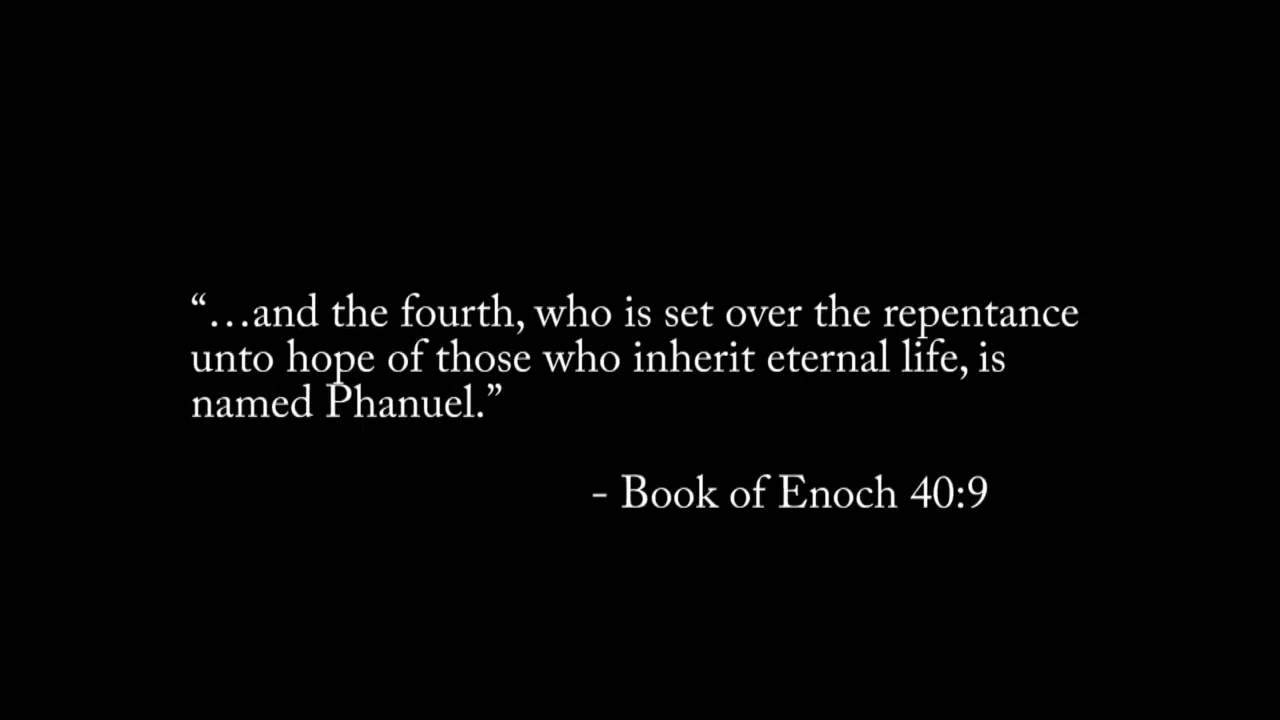 “…and the fourth, who is set over the repentance
unto hope of those who inherit eternal life, is
named Phanuel.”
- Book of Enoch 40:9